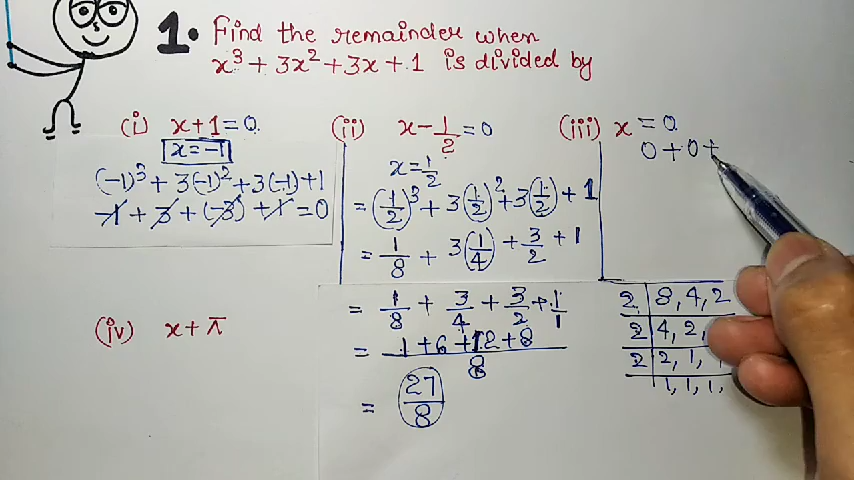 1. Find the remainder when
x³ + 3x² + 3x + 1 is divided by
(i) x+1=0
x=-1
(-1)³ + 3(-1)² + 3(-1) + 1
-1 + 3 + (-3) + 1 = 0
(ii) x - 1/2 = 0
x = 1/2
= (1/2)³ + 3(1/2)² + 3(1/2) + 1
= 1/8 + 3(1/4) + 3/2 + 1
= 1/8 + 3/4 + 3/2 + 1/1
= 1+6+12+8/8
= 27/8
(iii) x = 0
0 + 0 +
2 | 8, 4, 2
2 | 4, 2,
2 | 2, 1, 1
1, 1, 1,
(iv) x + π